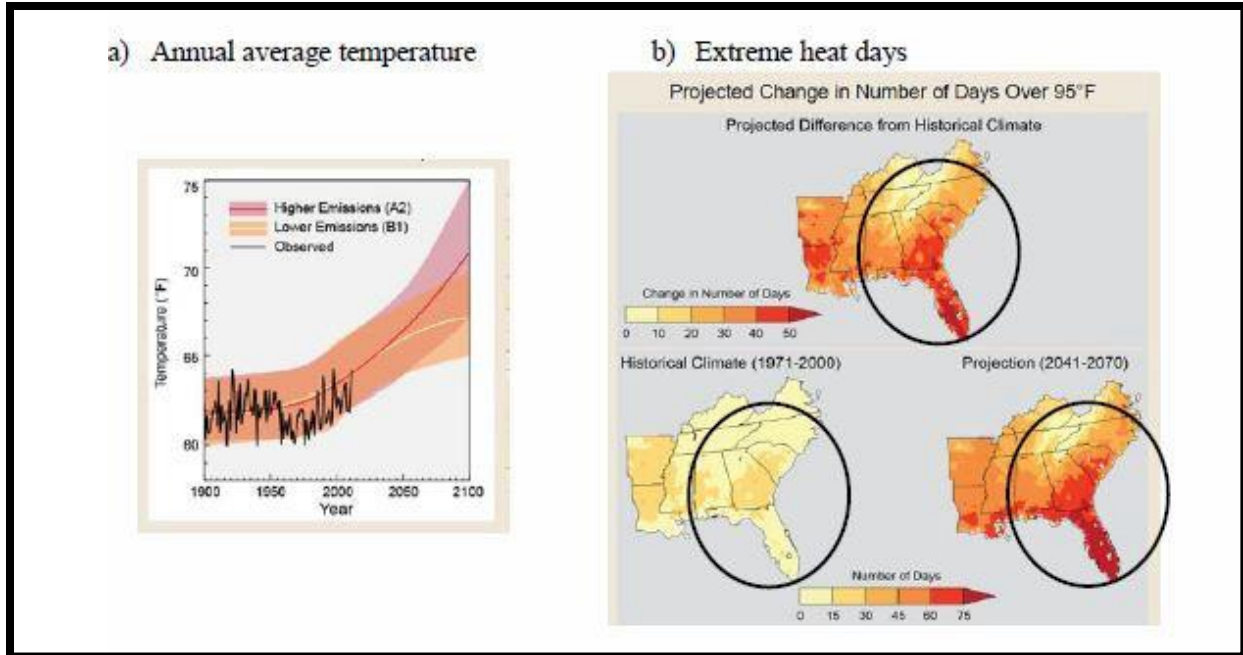 a) Annual average temperature
75
70
65
60
Temperature (°F)
Higher Emissions (A2)
Lower Emissions (B1)
Observed
1900 1950 2000 2050 2100
Year
b) Extreme heat days
Projected Change in Number of Days Over 95°F
Projected Difference from Historical Climate
Change in Number of Days
0 10 20 30 40 50
Historical Climate (1971-2000)
Projection (2041-2070)
Number of Days
0 15 30 45 60 75